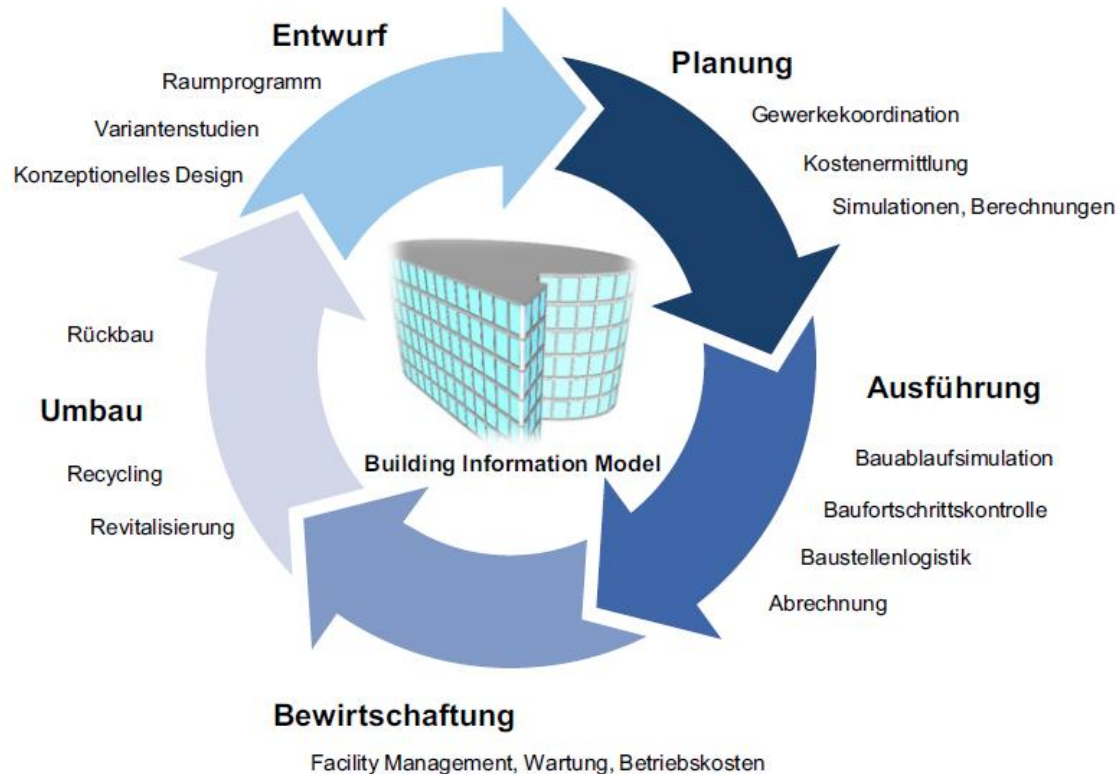 Entwurf
Raumprogramm
Variantenstudien
Konzeptionelles Design
Planung
Gewerkekoordination
Kostenermittlung
Simulationen, Berechnungen
Ausführung
Bauablaufsimulation
Baufortschrittskontrolle
Baustellenlogistik
Abrechnung
Bewirtschaftung
Facility Management, Wartung, Betriebskosten
Rückbau
Umbau
Recycling
Revitalisierung
Building Information Model